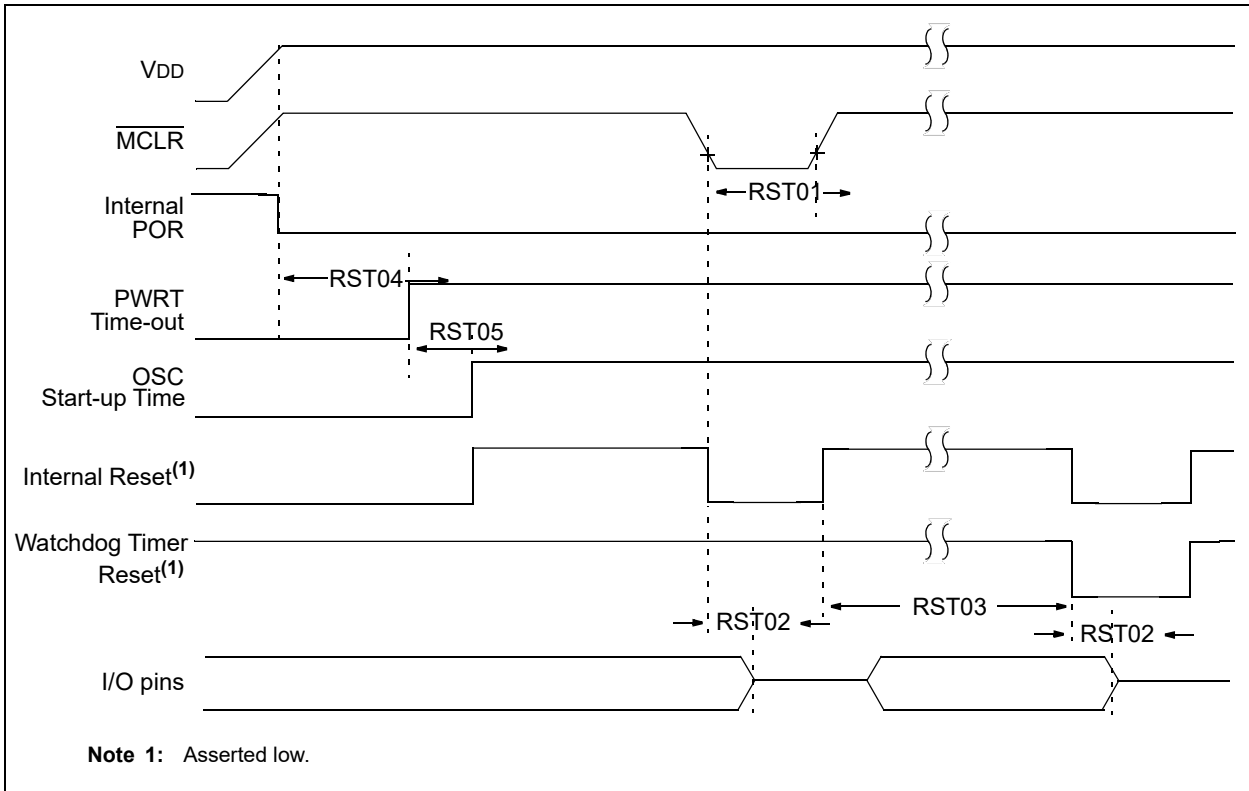 VDD
MCLR
RST01
Internal
POR
RST04
PWRT
Time-out
RST05
OSC
Start-up Time
Internal Reset(1)
Watchdog Timer
Reset(1)
RST03
RST02
RST02
I/O pins
Note 1: Asserted low.